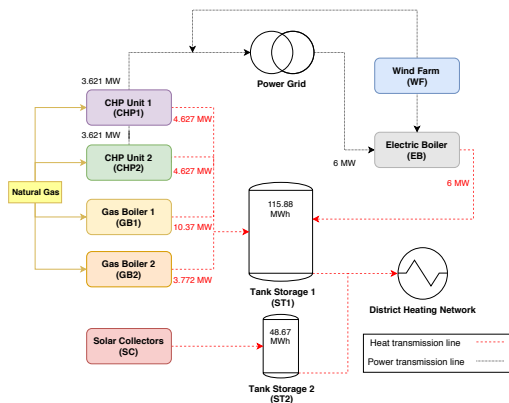 3.621 MW
Power Grid
Wind Farm
(WF)
CHP Unit 1
(CHP1)
4.627 MW
3.621 MW
CHP Unit 2
(CHP2)
4.627 MW
Electric Boiler
(EB)
6 MW
6 MW
Natural Gas
Gas Boiler 1
(GB1)
10.37 MW
115.88
MWh
Gas Boiler 2
(GB2)
3.772 MW
Tank Storage 1
(ST1)
District Heating Network
Solar Collectors
(SC)
48.67
MWh
Tank Storage 2
(ST2)
Heat transmission line
Power transmission line